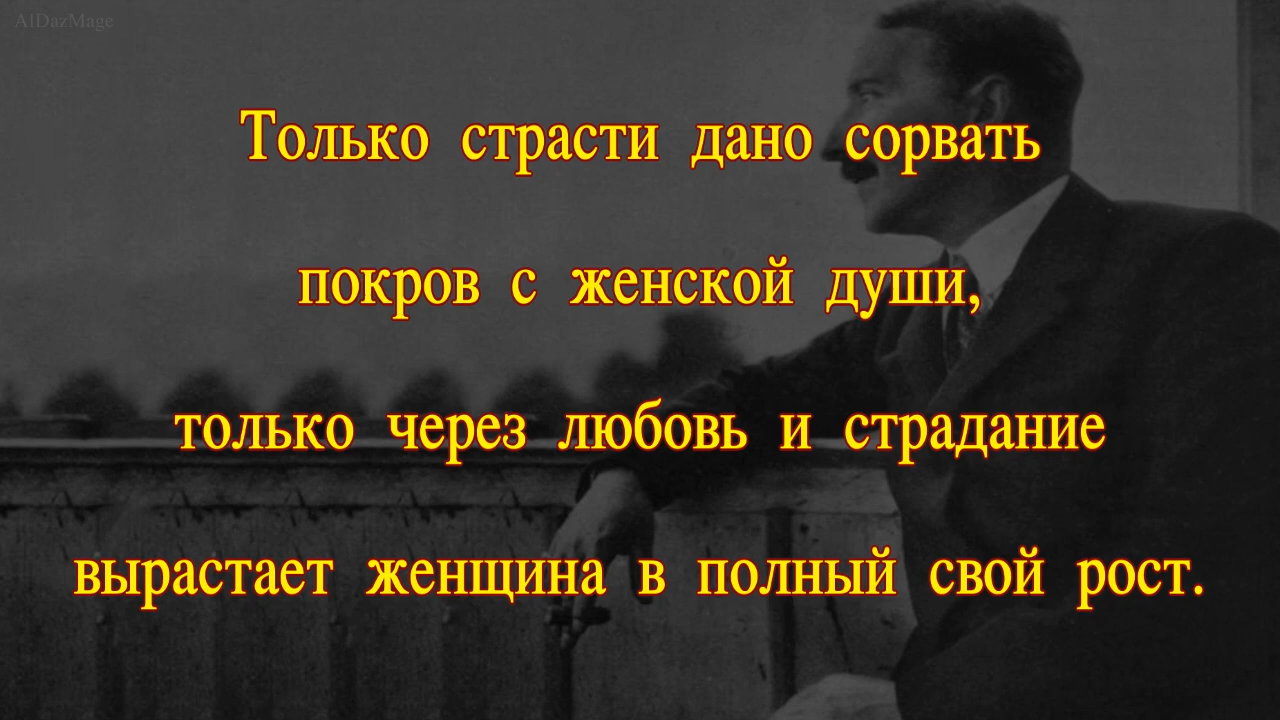 AlDazMage
Только страсти дано сорвать
покров с женской души,
только через любовь и страдание
вырастает женщина в полный свой рост.